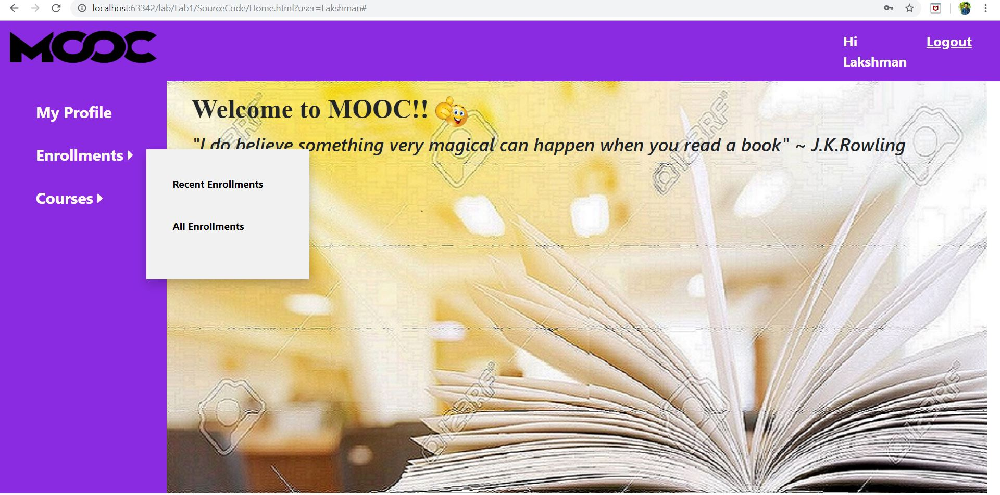 localhost:63342/lab/Lab1/SourceCode/Home.html?user=Lakshman#
MOOC
Hi
Lakshman
Logout
My Profile
Enrollments
Courses
Welcome to MOOC!!
"I do believe something very magical can happen when you read a book" ~ J.K.Rowling
Recent Enrollments
All Enrollments